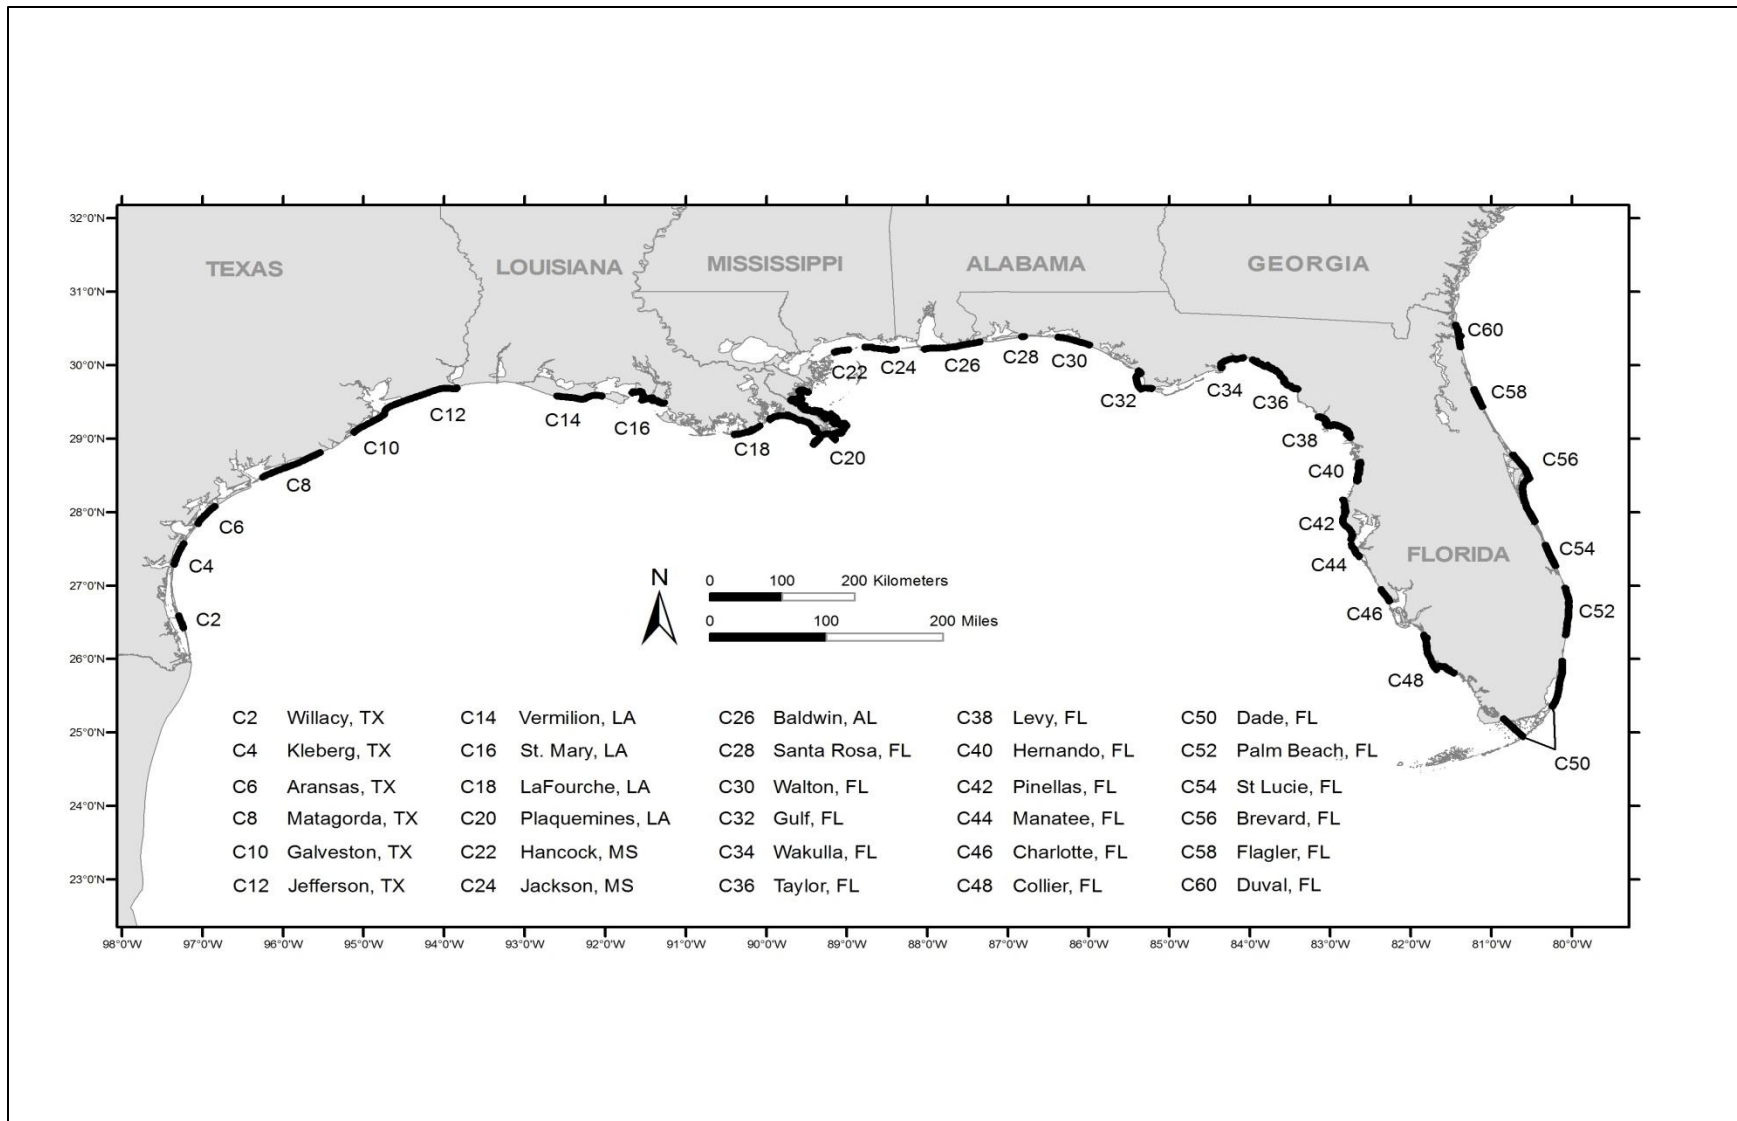 32°0'N
31°0'N
30°0'N
29°0'N
28°0'N
27°0'N
26°0'N
25°0'N
24°0'N
23°0'N
TEXAS
LOUISIANA
MISSISSIPPI
ALABAMA
GEORGIA
FLORIDA
C2
C4
C6
C8
C10
C12
C14
C16
C18
C20
C22
C24
C26
C28
C30
C32
C34
C36
C38
C40
C42
C44
C46
C48
C50
C52
C54
C56
C58
C60
N
0 100 200 Kilometers
0 100 200 Miles
C2 Willacy, TX
C4 Kleberg, TX
C6 Aransas, TX
C8 Matagorda, TX
C10 Galveston, TX
C12 Jefferson, TX
C14 Vermilion, LA
C16 St. Mary, LA
C18 LaFourche, LA
C20 Plaquemines, LA
C22 Hancock, MS
C24 Jackson, MS
C26 Baldwin, AL
C28 Santa Rosa, FL
C30 Walton, FL
C32 Gulf, FL
C34 Wakulla, FL
C36 Taylor, FL
C38 Levy, FL
C40 Hernando, FL
C42 Pinellas, FL
C44 Manatee, FL
C46 Charlotte, FL
C48 Collier, FL
C50 Dade, FL
C52 Palm Beach, FL
C54 St Lucie, FL
C56 Brevard, FL
C58 Flagler, FL
C60 Duval, FL
98°0'W 97°0'W 96°0'W 95°0'W 94°0'W 93°0'W 92°0'W 91°0'W 90°0'W 89°0'W 88°0'W 87°0'W 86°0'W 85°0'W 84°0'W 83°0'W 82°0'W 81°0'W 80°0'W